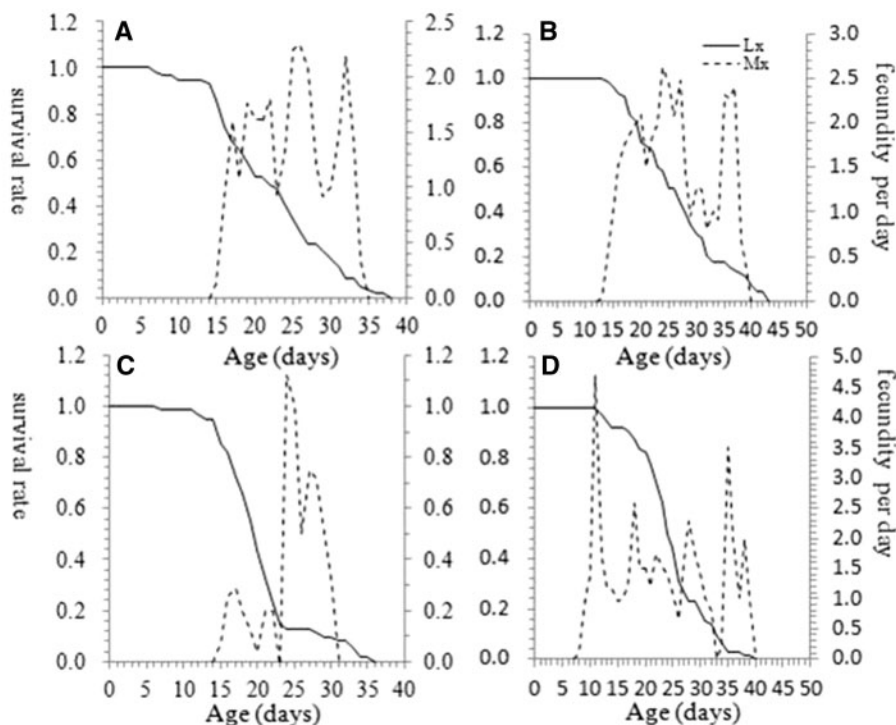 A
B
Lx
Mx
1.2 1.0 0.8 0.6 0.4 0.2 0.0
2.5 2.0 1.5 1.0 0.5 0.0
1.2 1.0 0.8 0.6 0.4 0.2 0.0
3.0 2.5 2.0 1.5 1.0 0.5 0.0
survival rate
fecundity per day
0 5 10 15 20 25 30 35 40
0 5 10 15 20 25 30 35 40 45 50
Age (days)
Age (days)
C
D
1.2 1.0 0.8 0.6 0.4 0.2 0.0
1.2 1.0 0.8 0.6 0.4 0.2 0.0
1.2 1.0 0.8 0.6 0.4 0.2 0.0
5.0 4.5 4.0 3.5 3.0 2.5 2.0 1.5 1.0 0.5 0.0
survival rate
fecundity per day
0 5 10 15 20 25 30 35 40
0 5 10 15 20 25 30 35 40 45 50
Age (days)
Age (days)